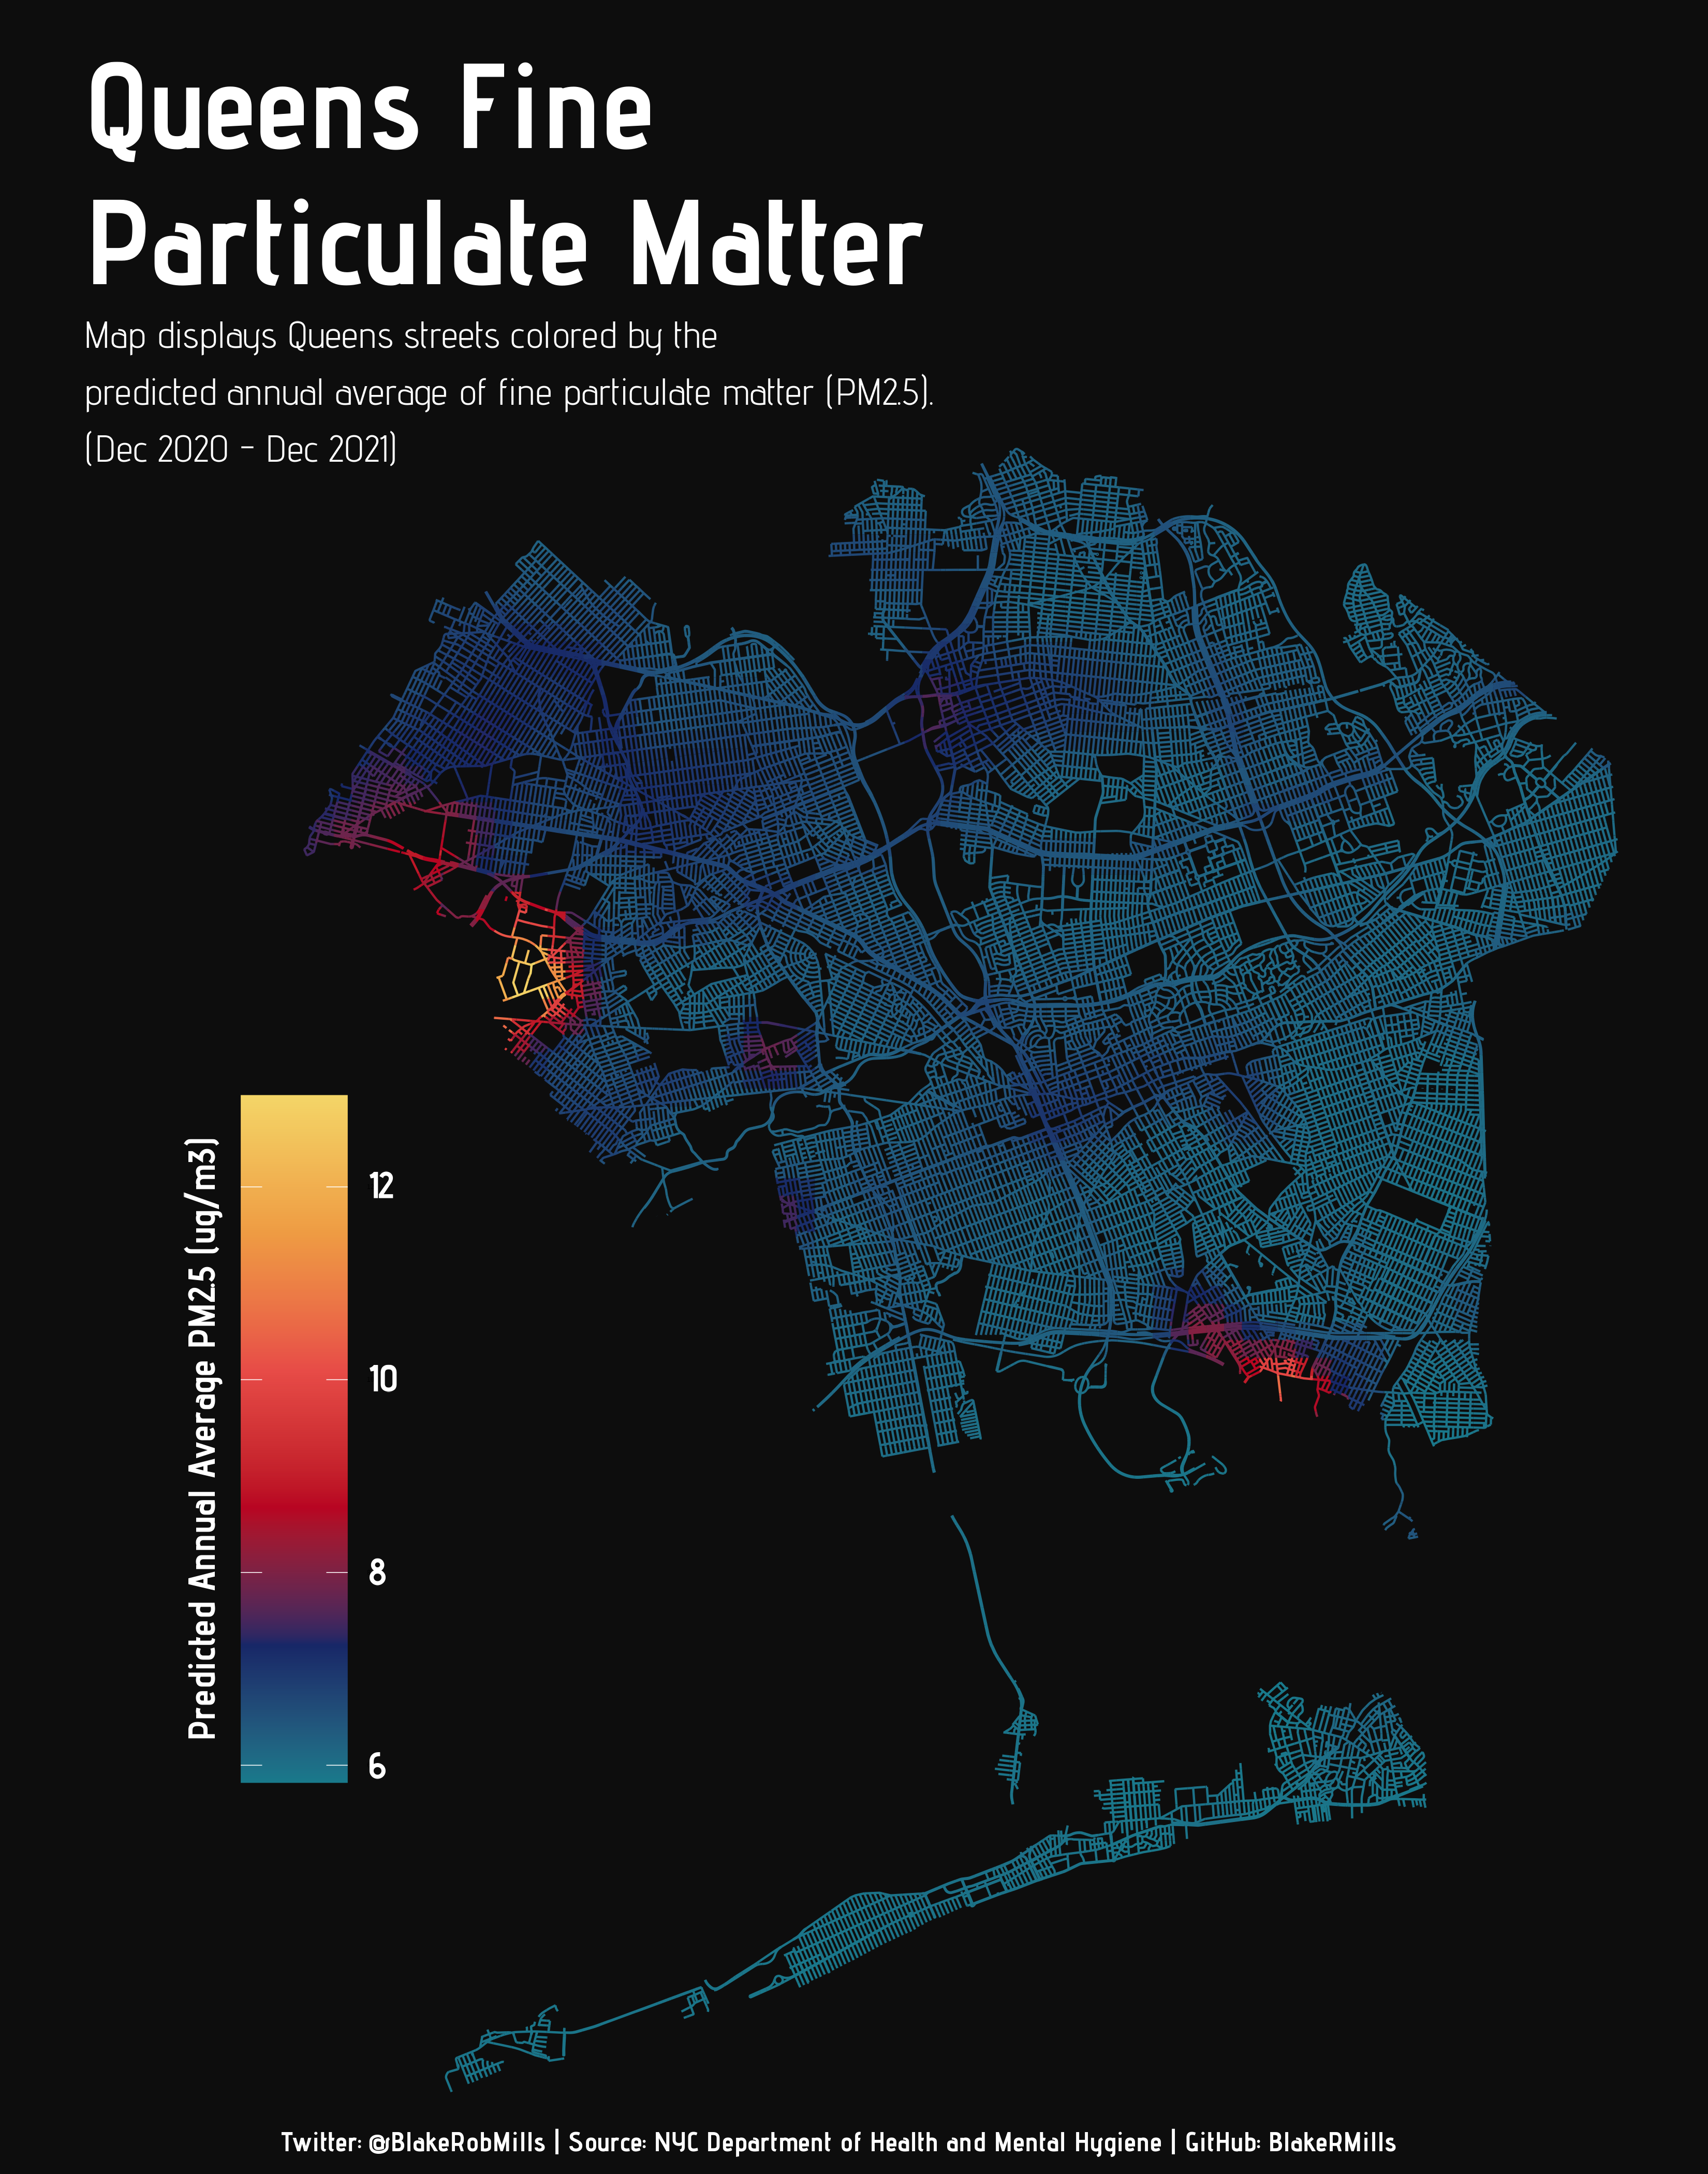 Queens Fine
Particulate Matter
Map displays Queens streets colored by the
predicted annual average of fine particulate matter (PM2.5).
(Dec 2020 - Dec 2021)
Predicted Annual Average PM2.5 (ug/m3)
12
10
8
6
Twitter: @BlakeRobMills | Source: NYC Department of Health and Mental Hygiene | GitHub: BlakeRMills